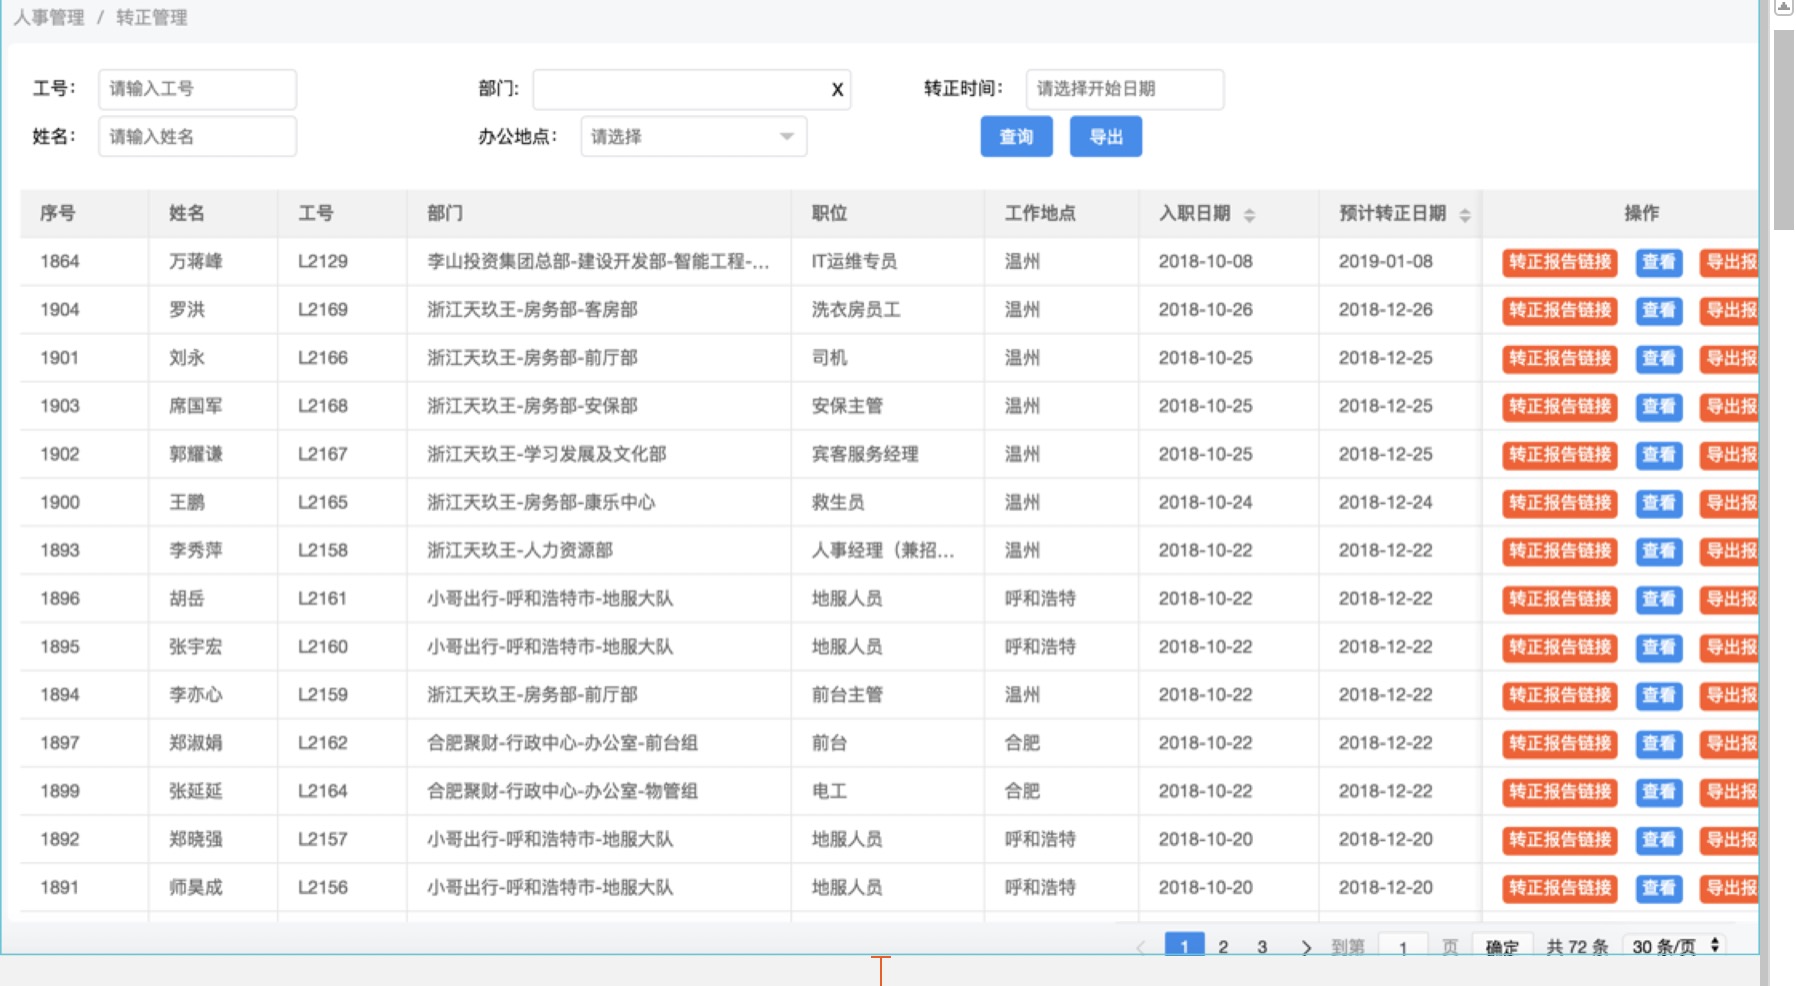 人事管理 / 转正管理
工号： 请输入工号 部门: X 转正时间： 请选择开始日期
姓名： 请输入姓名 办公地点： 请选择 查询 导出
序号 姓名 工号 部门 职位 工作地点 入职日期 预计转正日期 操作
1864 万蒋峰 L2129 李山投资集团总部-建设开发部-智能工程-... IT运维专员 温州 2018-10-08 2019-01-08 转正报告链接 查看 导出报
1904 罗洪 L2169 浙江天玖王-房务部-客房部 洗衣房员工 温州 2018-10-26 2018-12-26 转正报告链接 查看 导出报
1901 刘永 L2166 浙江天玖王-房务部-前厅部 司机 温州 2018-10-25 2018-12-25 转正报告链接 查看 导出报
1903 席国军 L2168 浙江天玖王-房务部-安保部 安保主管 温州 2018-10-25 2018-12-25 转正报告链接 查看 导出报
1902 郭耀谦 L2167 浙江天玖王-学习发展及文化部 宾客服务经理 温州 2018-10-25 2018-12-25 转正报告链接 查看 导出报
1900 王鹏 L2165 浙江天玖王-房务部-康乐中心 救生员 温州 2018-10-24 2018-12-24 转正报告链接 查看 导出报
1893 李秀萍 L2158 浙江天玖王-人力资源部 人事经理（兼招... 温州 2018-10-22 2018-12-22 转正报告链接 查看 导出报
1896 胡岳 L2161 小哥出行-呼和浩特市-地服大队 地服人员 呼和浩特 2018-10-22 2018-12-22 转正报告链接 查看 导出报
1895 张宇宏 L2160 小哥出行-呼和浩特市-地服大队 地服人员 呼和浩特 2018-10-22 2018-12-22 转正报告链接 查看 导出报
1894 李亦心 L2159 浙江天玖王-房务部-前厅部 前台主管 温州 2018-10-22 2018-12-22 转正报告链接 查看 导出报
1897 郑淑娟 L2162 合肥聚财-行政中心-办公室-前台组 前台 合肥 2018-10-22 2018-12-22 转正报告链接 查看 导出报
1899 张延延 L2164 合肥聚财-行政中心-办公室-物管组 电工 合肥 2018-10-22 2018-12-22 转正报告链接 查看 导出报
1892 郑晓强 L2157 小哥出行-呼和浩特市-地服大队 地服人员 呼和浩特 2018-10-20 2018-12-20 转正报告链接 查看 导出报
1891 师昊成 L2156 小哥出行-呼和浩特市-地服大队 地服人员 呼和浩特 2018-10-20 2018-12-20 转正报告链接 查看 导出报
< 1 2 3 > 到第 1 页 确定 共 72 条 30 条/页